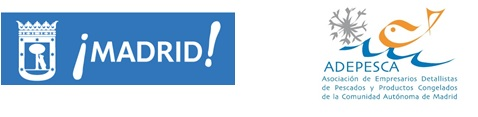 ¡MADRID!
ADEPESCA
Asociación de Empresarios Detallistas
de Pescados y Productos Congelados
de la Comunidad Autónoma de Madrid